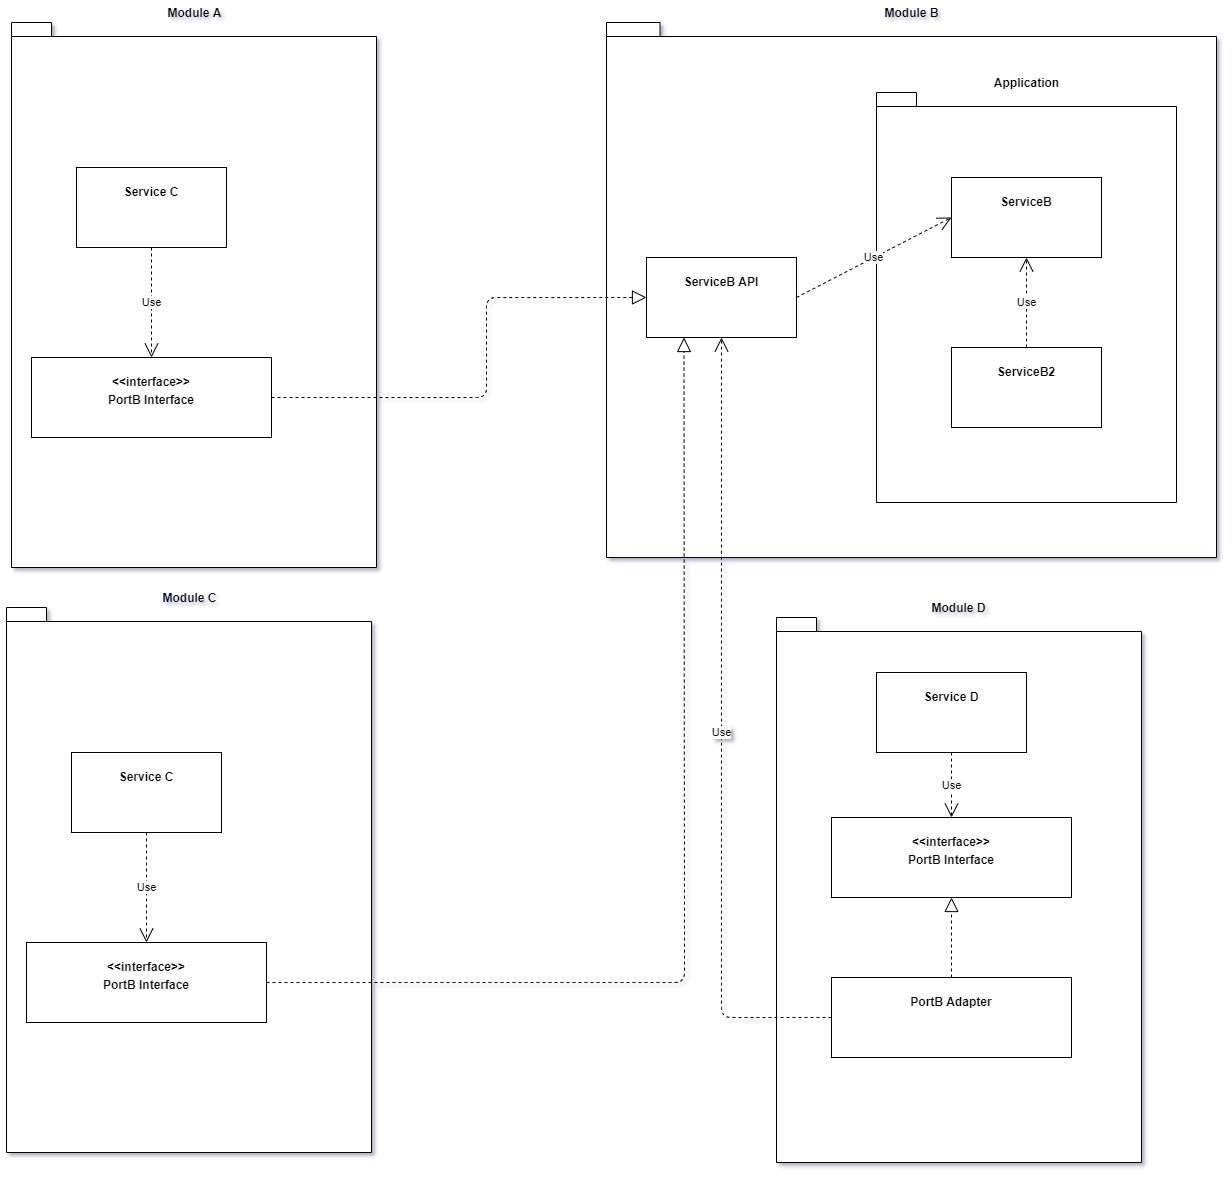 Module A
Service C
Use
<<interface>>
PortB Interface
Module B
Application
ServiceB
Use
ServiceB API
Use
ServiceB2
Module C
Service C
Use
<<interface>>
PortB Interface
Use
Module D
Service D
Use
<<interface>>
PortB Interface
PortB Adapter